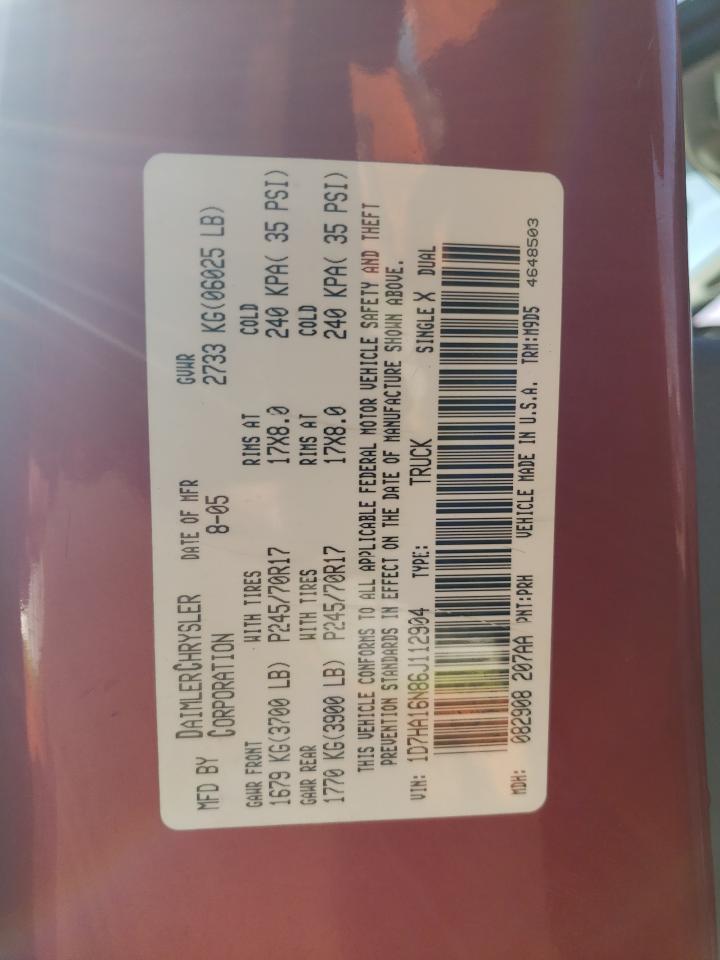 MFD BY DAIMLERCHRYSLER CORPORATION DATE OF MFR 8-05 GVWR 2733 KG(06025 LB)
GAWR FRONT WITH TIRES RIMS AT COLD
1679 KG(3700 LB) P245/70R17 17X8.0 240 KPA( 35 PSI)
GAWR REAR WITH TIRES RIMS AT COLD
1770 KG(3900 LB) P245/70R17 17X8.0 240 KPA( 35 PSI)
THIS VEHICLE CONFORMS TO ALL APPLICABLE FEDERAL MOTOR VEHICLE SAFETY AND THEFT
PREVENTION STANDARDS IN EFFECT ON THE DATE OF MANUFACTURE SHOWN ABOVE.
VIN: 1D7HA16N86J112904 TYPE: TRUCK SINGLE X DUAL
MDH: 082908 207AA PNT:PRH VEHICLE MADE IN U.S.A. TRM:M9D5 4648503